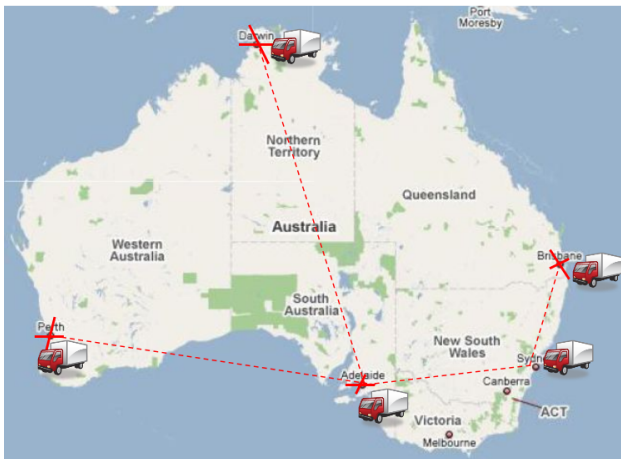 Port
Moresby
Darwin
Northern
Territory
Queensland
Australia
Western
Australia
Brisbane
South
Australia
Perth
New South
Wales
Sydne
Adelaide
Canberra
ACT
Victoria
Melbourne